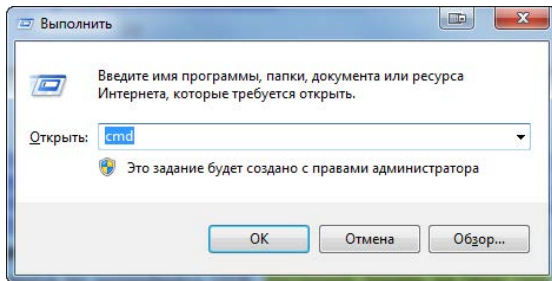 Выполнить
Введите имя программы, папки, документа или ресурса
Интернета, которые требуется открыть.
Открыть: cmd
Это задание будет создано с правами администратора
ОК Отмена Обзор...